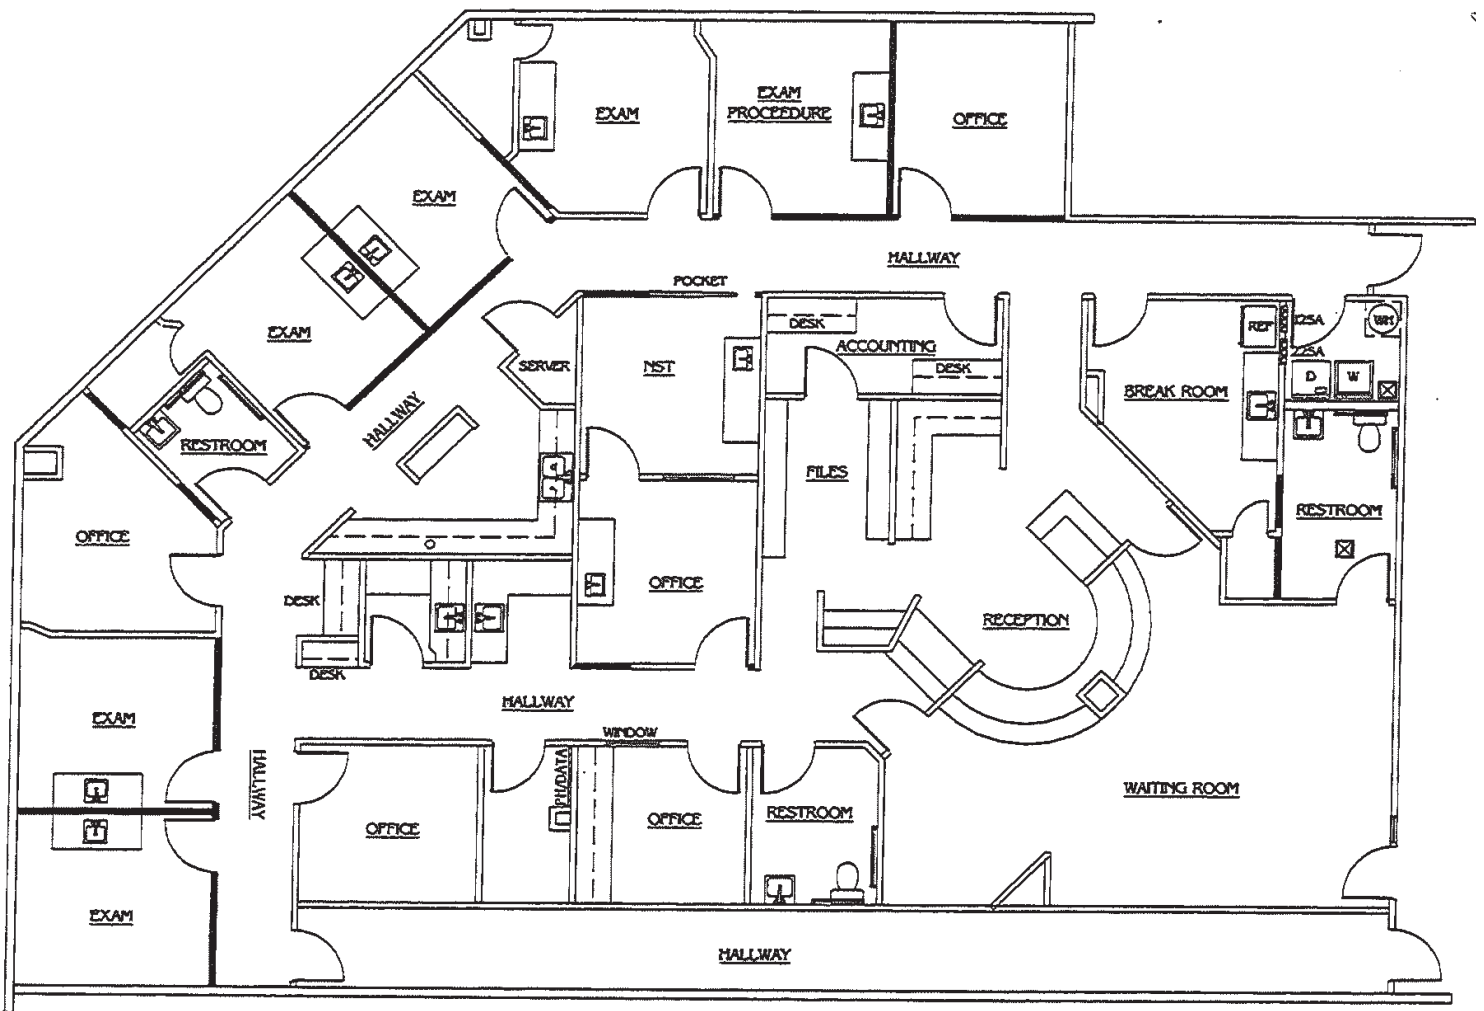 EXAM
EXAM
PROCEEDURE
OFFICE
EXAM
HALLWAY
POCKET
EXAM
DESK
REF
125A
WH
ACCOUNTING
225A
SERVER
NST
DESK
D
W
BREAK ROOM
HALLWAY
RESTROOM
FILES
RESTROOM
OFFICE
OFFICE
DESK
RECEPTION
DESK
HALLWAY
EXAM
WINDOW
HALLWAY
PH/DATA
WAITING ROOM
OFFICE
OFFICE
RESTROOM
EXAM
HALLWAY